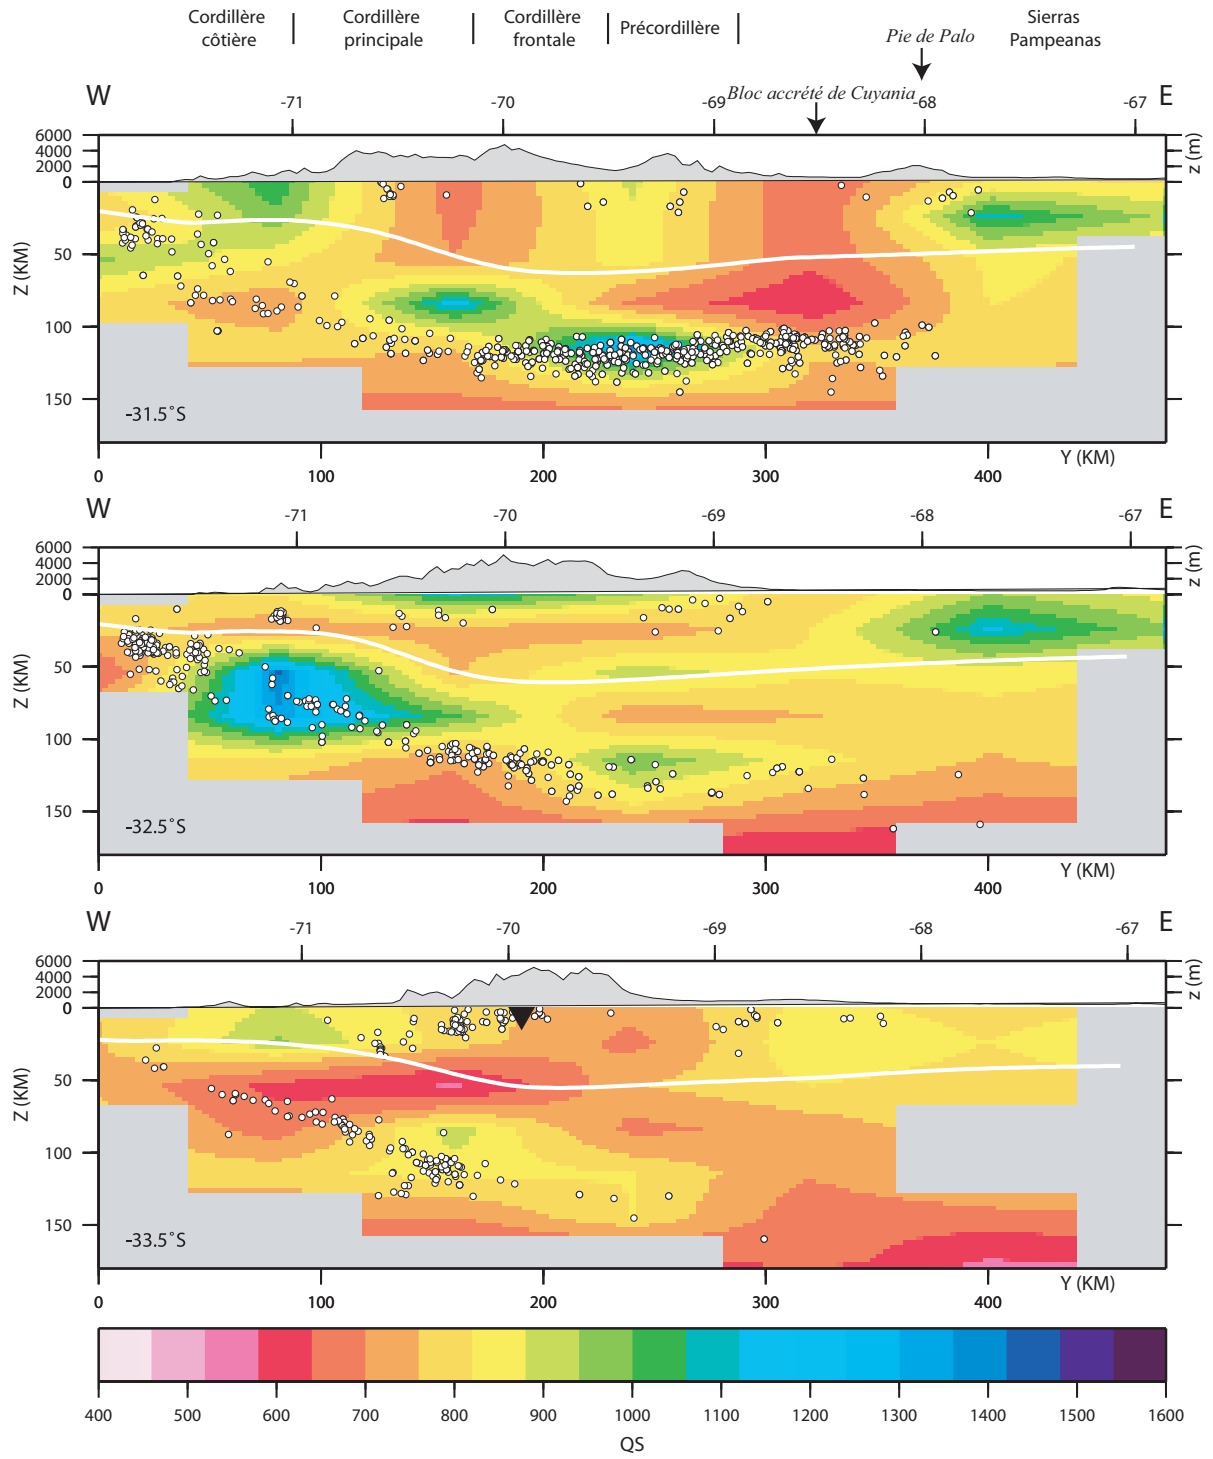 Cordillère côtière
Cordillère principale
Cordillère frontale
Précordillère
Sierras Pampeanas
Pie de Palo
Bloc accrété de Cuyania
W -71 -70 -69 -68 -67 E
6000
4000
2000
0
50
100
150
Z (KM)
z (m)
-31.5°S
0 100 200 300 400 Y (KM)
W -71 -70 -69 -68 -67 E
6000
4000
2000
0
50
100
150
Z (KM)
z (m)
-32.5°S
0 100 200 300 400 Y (KM)
W -71 -70 -69 -68 -67 E
6000
4000
2000
0
50
100
150
Z (KM)
z (m)
-33.5°S
0 100 200 300 400 Y (KM)
400 500 600 700 800 900 1000 1100 1200 1300 1400 1500 1600
QS